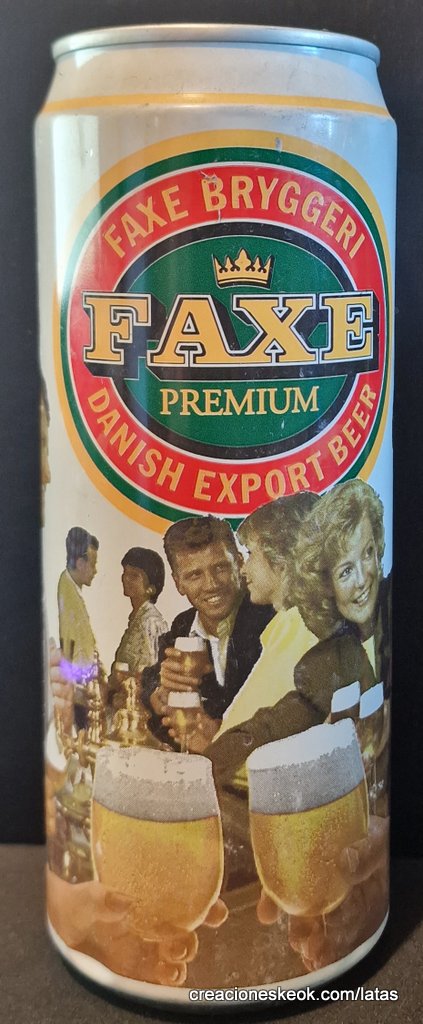 FAXE BRYGGERI
FAXE
PREMIUM
DANISH EXPORT BEER
creacioneskeok.com/latas